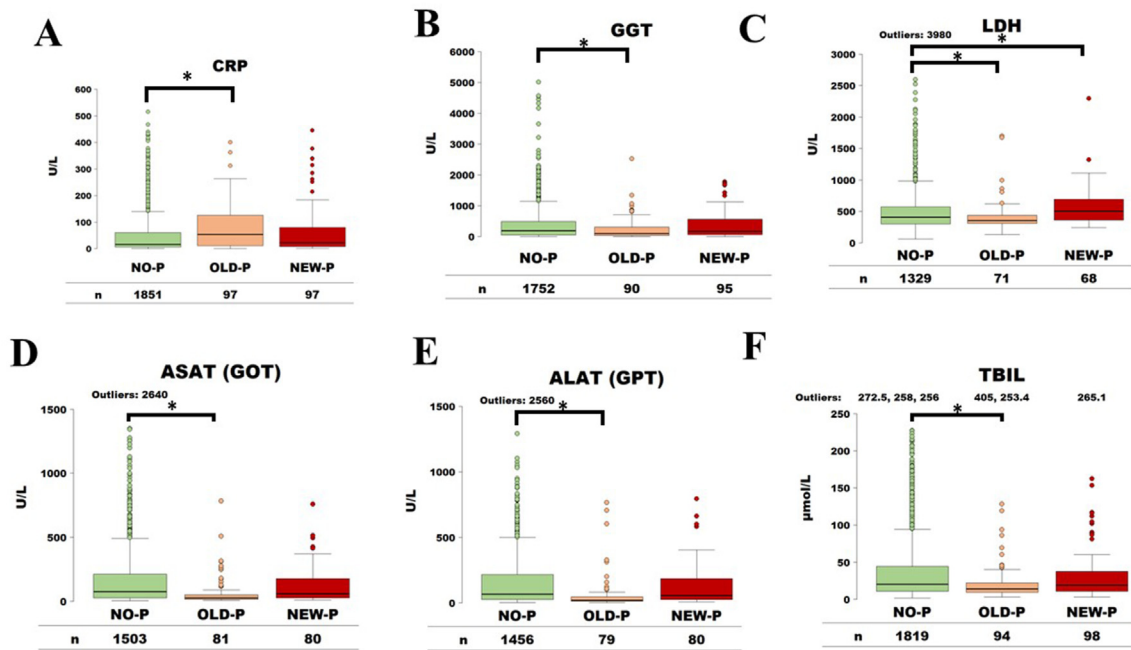 A
CRP
*
600
500
400
300
200
100
0
U/L
NO-P OLD-P NEW-P
n 1851 97 97
B
GGT
*
6000
5000
4000
3000
2000
1000
0
U/L
NO-P OLD-P NEW-P
n 1752 90 95
C
LDH
Outliers: 3980
*
*
3000
2500
2000
1500
1000
500
0
U/L
NO-P OLD-P NEW-P
n 1329 71 68
D
ASAT (GOT)
Outliers: 2640
*
1500
1000
500
0
U/L
NO-P OLD-P NEW-P
n 1503 81 80
E
ALAT (GPT)
Outliers: 2560
*
1500
1000
500
0
U/L
NO-P OLD-P NEW-P
n 1456 79 80
F
TBIL
Outliers: 272.5, 258, 256 405, 253.4 265.1
*
250
200
150
100
50
0
μmol/L
NO-P OLD-P NEW-P
n 1819 94 98